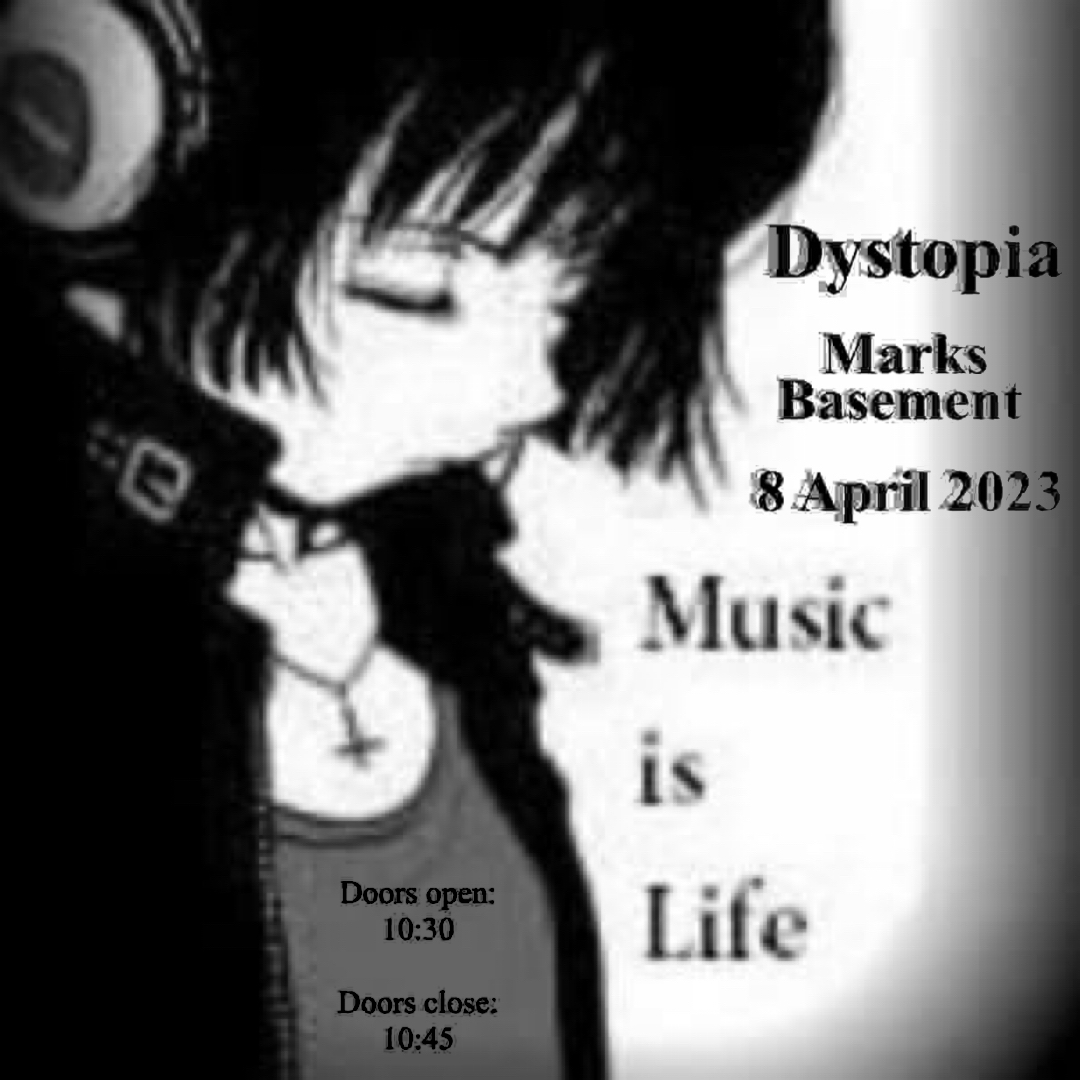 Dystopia
Marks
Basement
8 April 2023
Music
is
Life
Doors open:
10:30
Doors close:
10:45